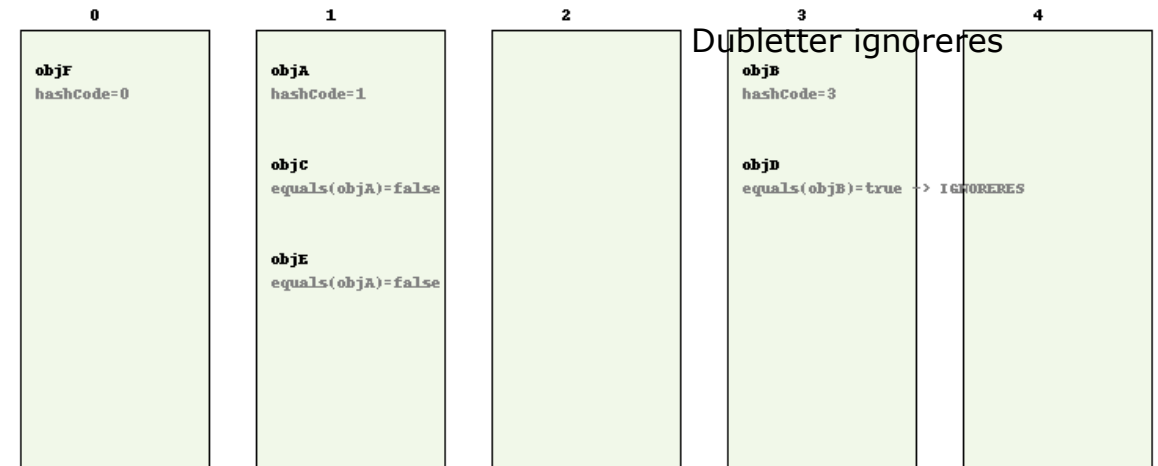 0 1 2 3 4
Dubletter ignoreres
objF
hashCode=0
objA
hashCode=1
objC
equals(objA)=false
objE
equals(objA)=false
objB
hashCode=3
objD
equals(objB)=true -> IGNORERES